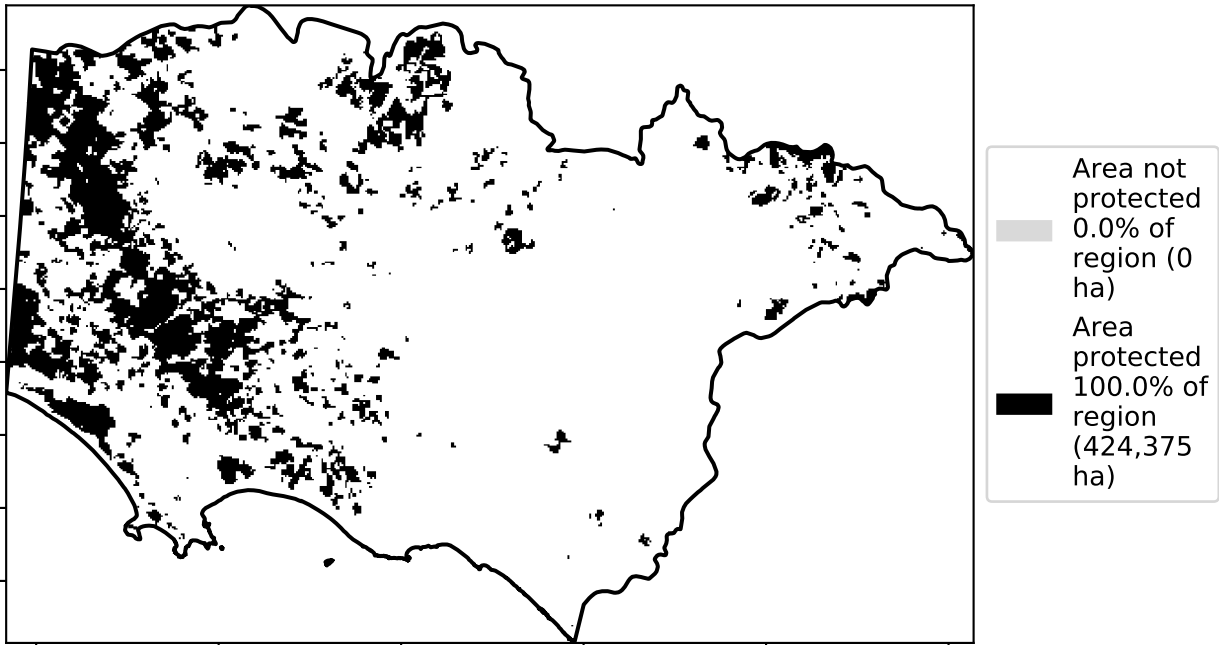 Area not
protected
0.0% of
region (0
ha)
Area
protected
100.0% of
region
(424,375
ha)